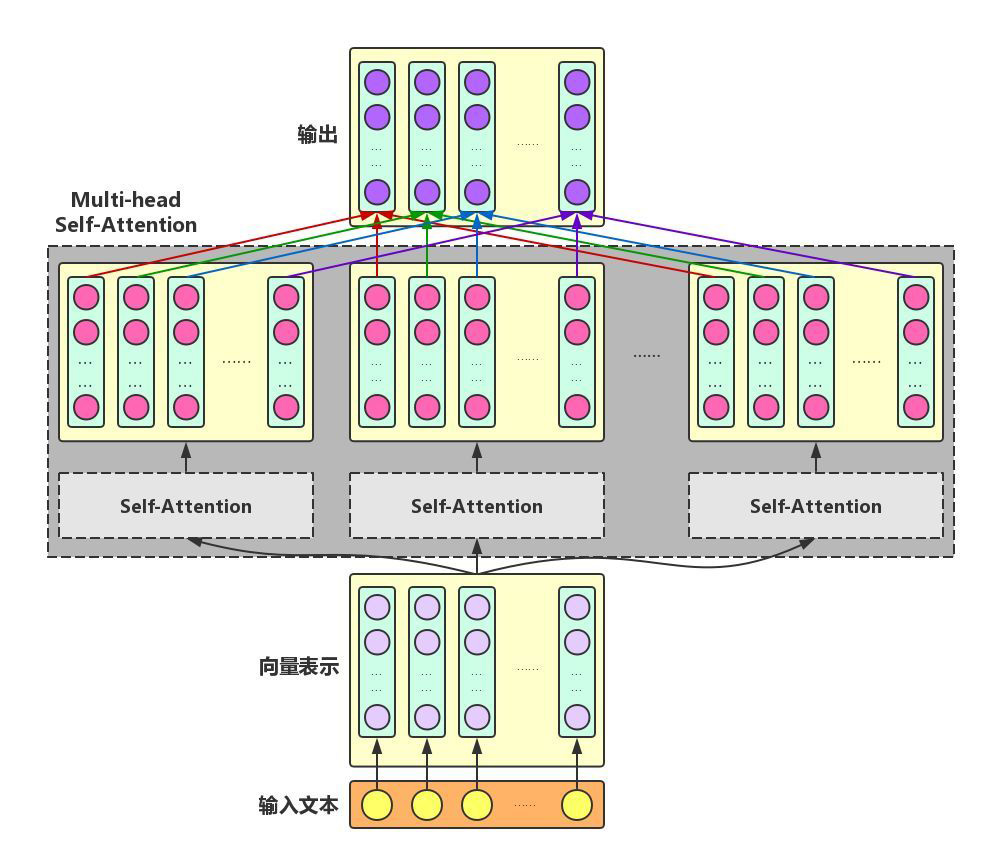 输出
Multi-head
Self-Attention
……
… … … … ……
… … … …
Self-Attention
Self-Attention
Self-Attention
向量表示
输入文本